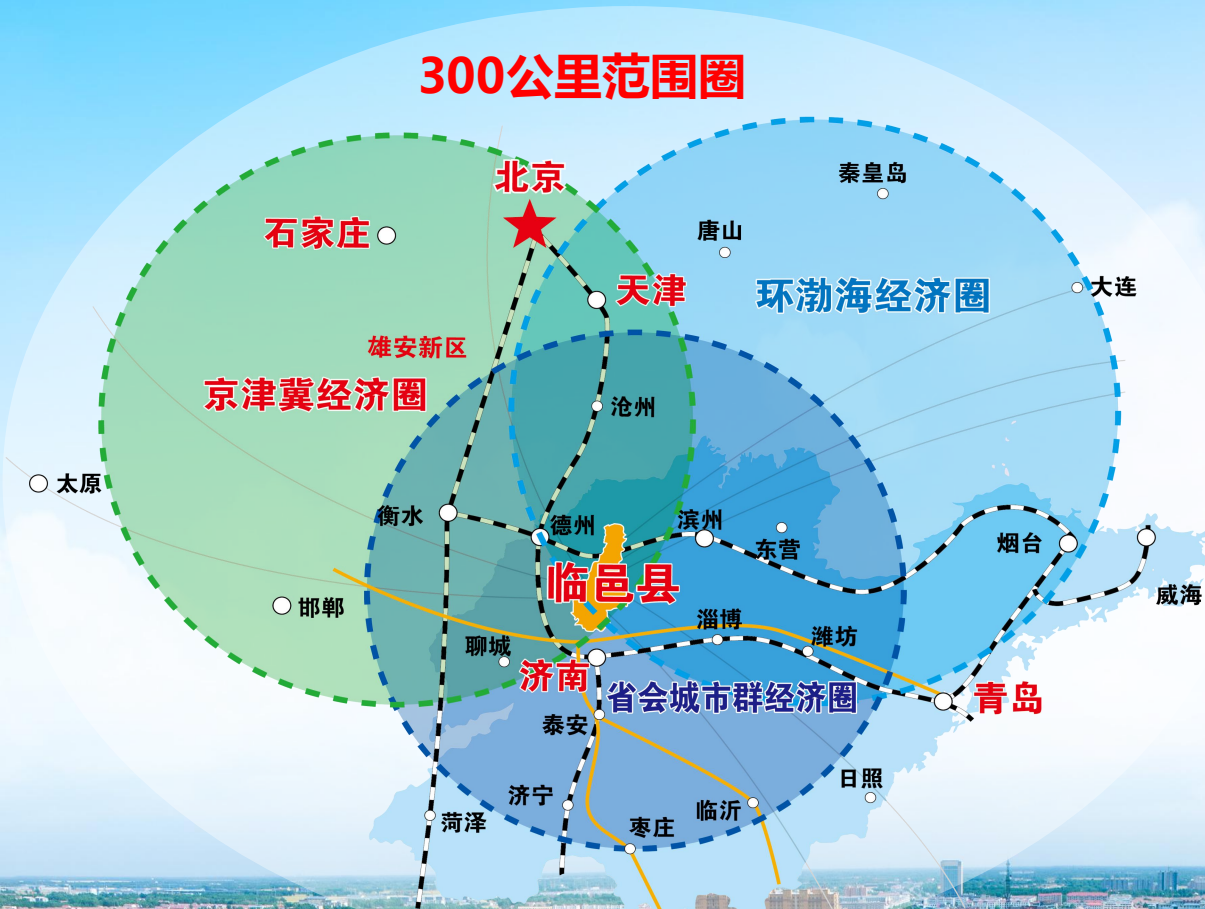 300公里范围圈
北京
秦皇岛
石家庄
唐山
天津
环渤海经济圈
大连
雄安新区
京津冀经济圈
沧州
太原
衡水
德州
滨州
东营
烟台
临邑县
威海
邯郸
淄博
潍坊
聊城
济南
省会城市群经济圈
青岛
泰安
日照
济宁
临沂
菏泽
枣庄